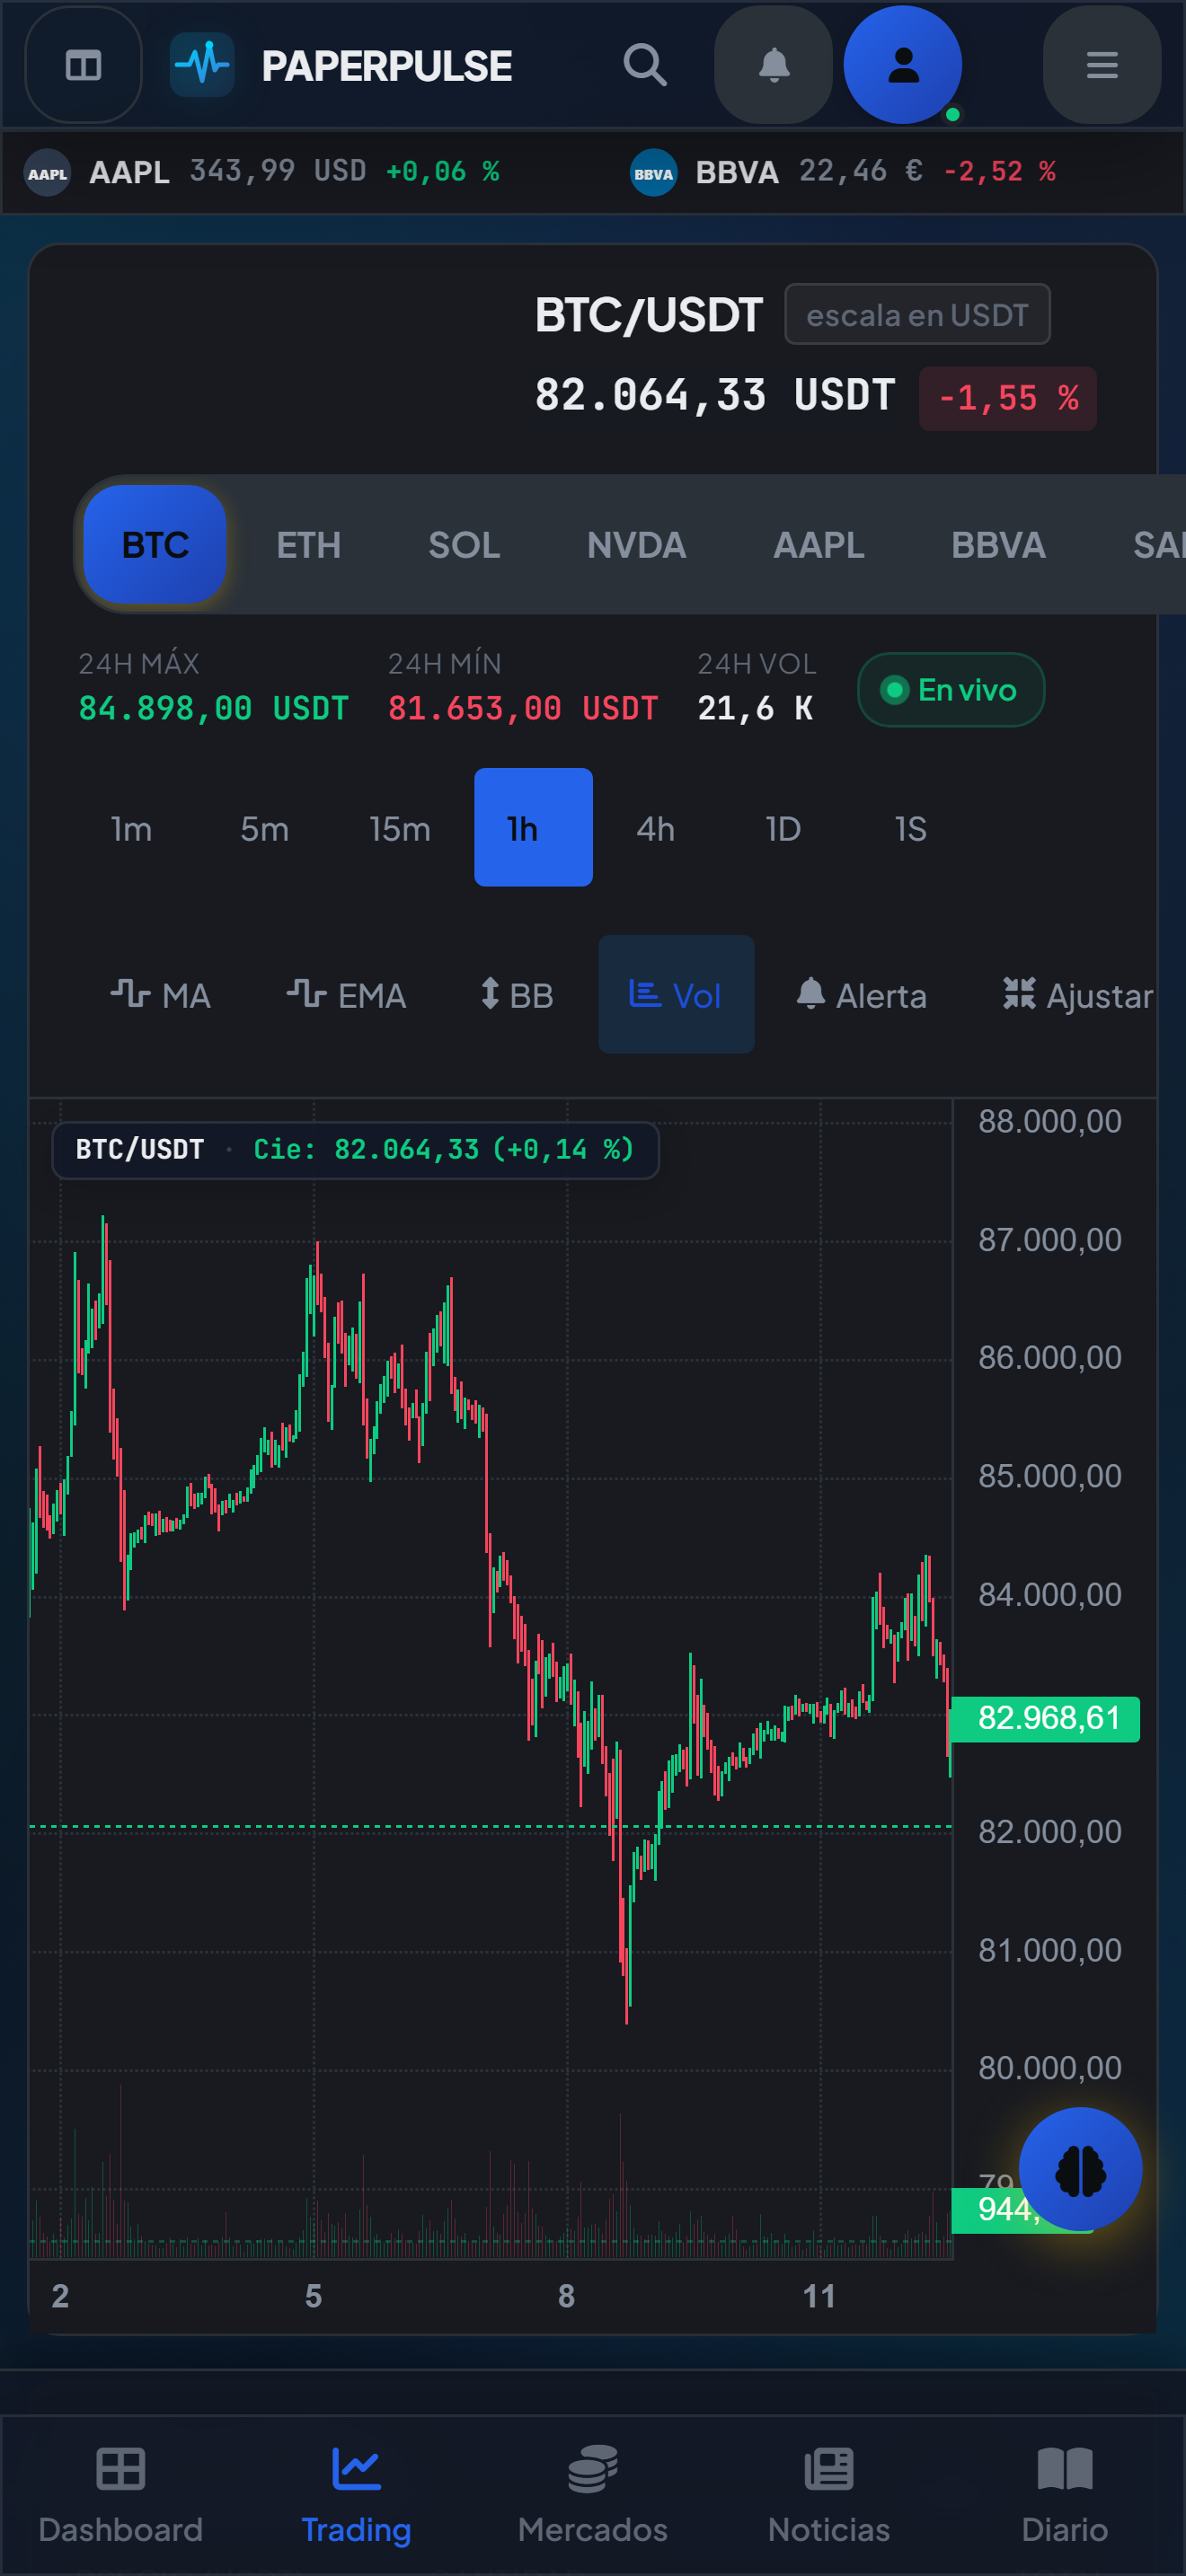 PAPERPULSE
AAPL AAPL 343,99 USD +0,06 % BBVA BBVA 22,46 € -2,52 %
BTC/USDT escala en USDT
82.064,33 USDT -1,55 %
BTC ETH SOL NVDA AAPL BBVA
24H MÁX 24H MÍN 24H VOL
84.898,00 USDT 81.653,00 USDT 21,6 K En vivo
1m 5m 15m 1h 4h 1D 1S
MA EMA BB Vol Alerta Ajustar
88.000,00
BTC/USDT · Cie: 82.064,33 (+0,14 %)
87.000,00
86.000,00
85.000,00
84.000,00
82.968,61
82.000,00
81.000,00
80.000,00
944,
2 5 8 11
Dashboard Trading Mercados Noticias Diario